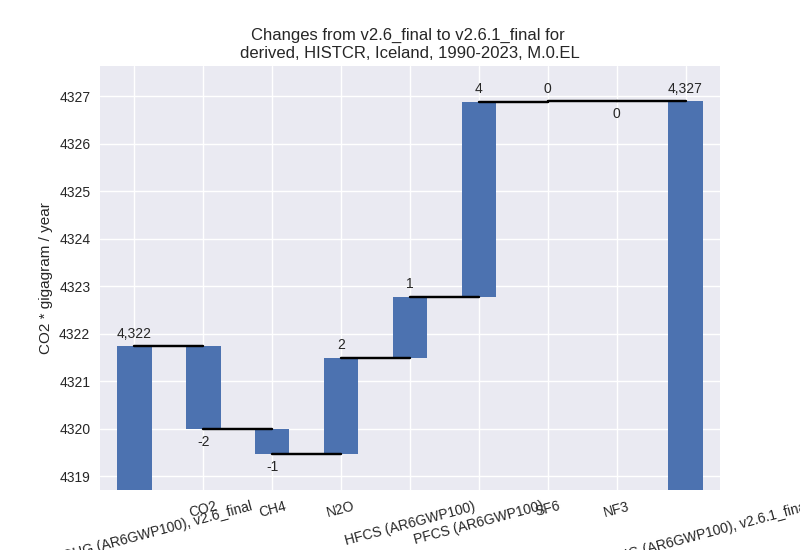 Changes from v2.6_final to v2.6.1_final for
derived, HISTCR, Iceland, 1990-2023, M.0.EL
CO2 * gigagram / year
4327
4326
4325
4324
4323
4322
4321
4320
4319
4,322
-2
-1
2
1
4
0
0
4,327
(AR6GWP100), v2.6_final
CO2
CH4
N2O
HFCS (AR6GWP100)
PFCS (AR6GWP100)
SF6
NF3
(AR6GWP100), v2.6.1_fina